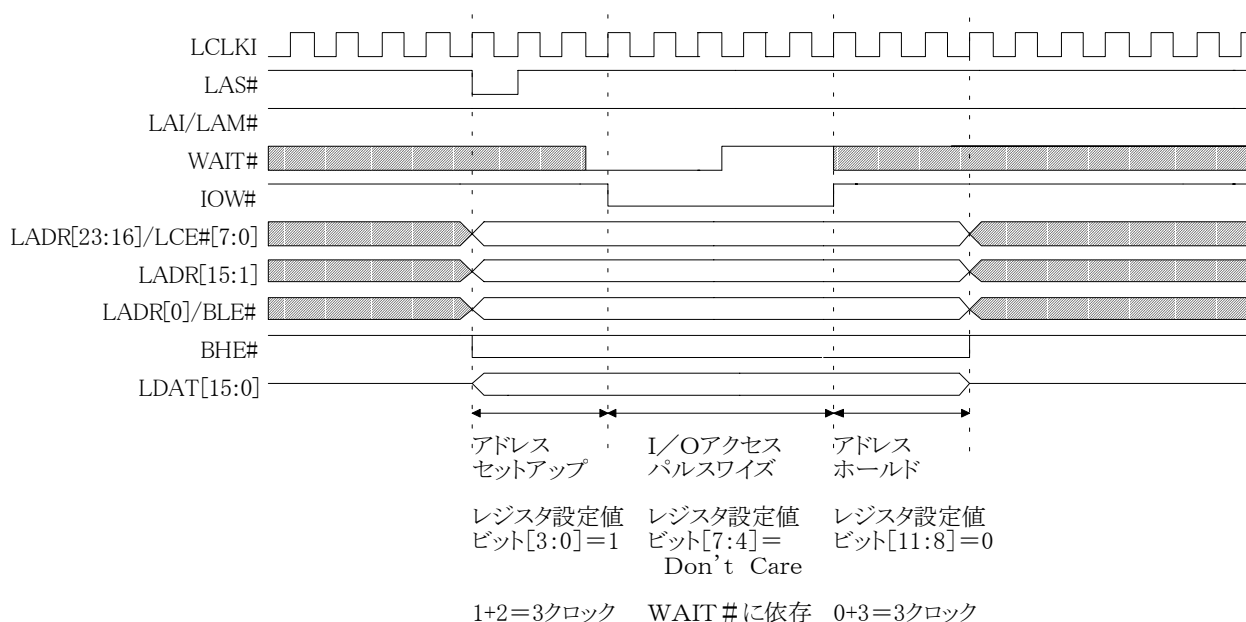 LCLKI
LAS#
LAI/LAM#
WAIT#
IOW#
LADR[23:16]/LCE#[7:0]
LADR[15:1]
LADR[0]/BLE#
BHE#
LDAT[15:0]
アドレス
セットアップ
I/Oアクセス
パルスワイズ
アドレス
ホールド
レジスタ設定値
ビット[3:0]=1
レジスタ設定値
ビット[7:4]=
Don't Care
レジスタ設定値
ビット[11:8]=0
1+2=3クロック
WAIT#に依存
0+3=3クロック